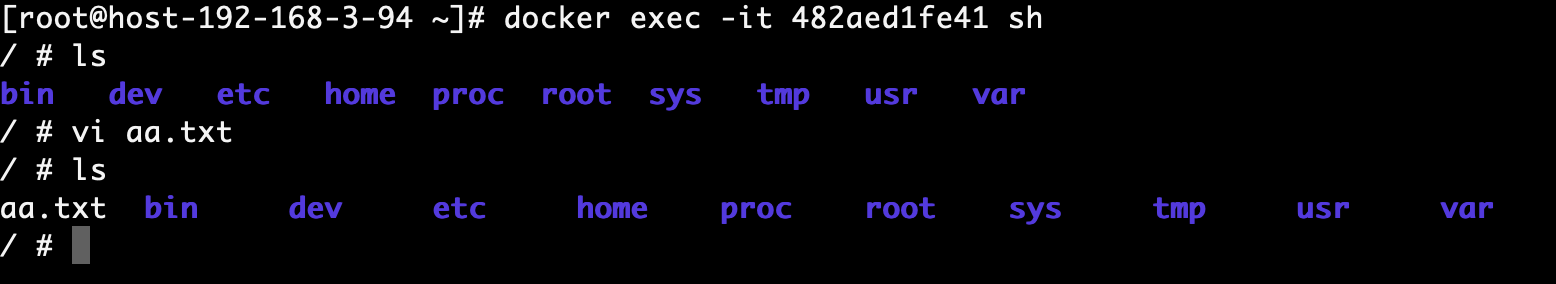 [root@host-192-168-3-94 ~]# docker exec -it 482aed1fe41 sh
/ # ls
bin dev etc home proc root sys tmp usr var
/ # vi aa.txt
/ # ls
aa.txt bin dev etc home proc root sys tmp usr var
/ #